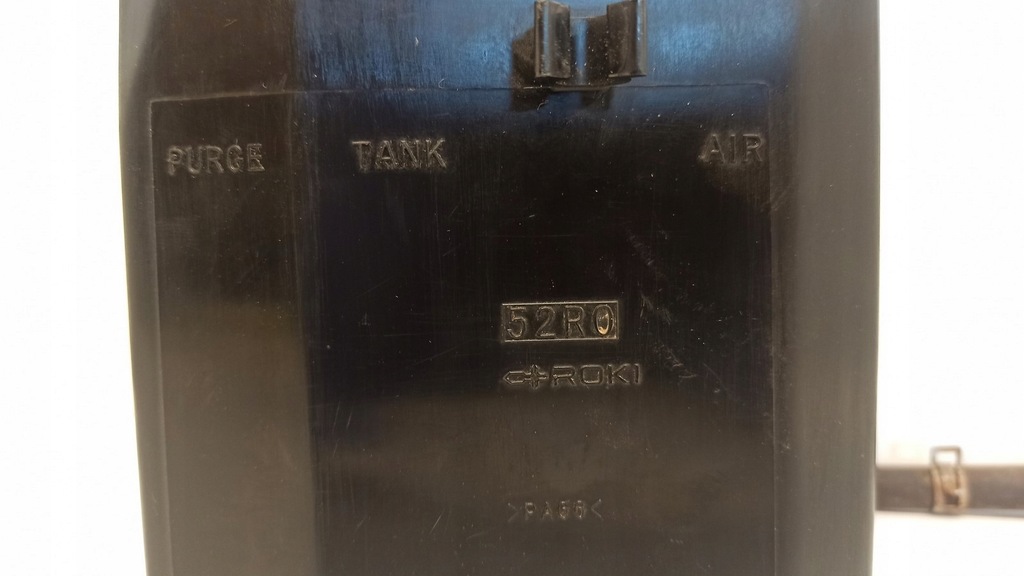 PURGE TANK AIR
52R0
ROKI
>PA66<